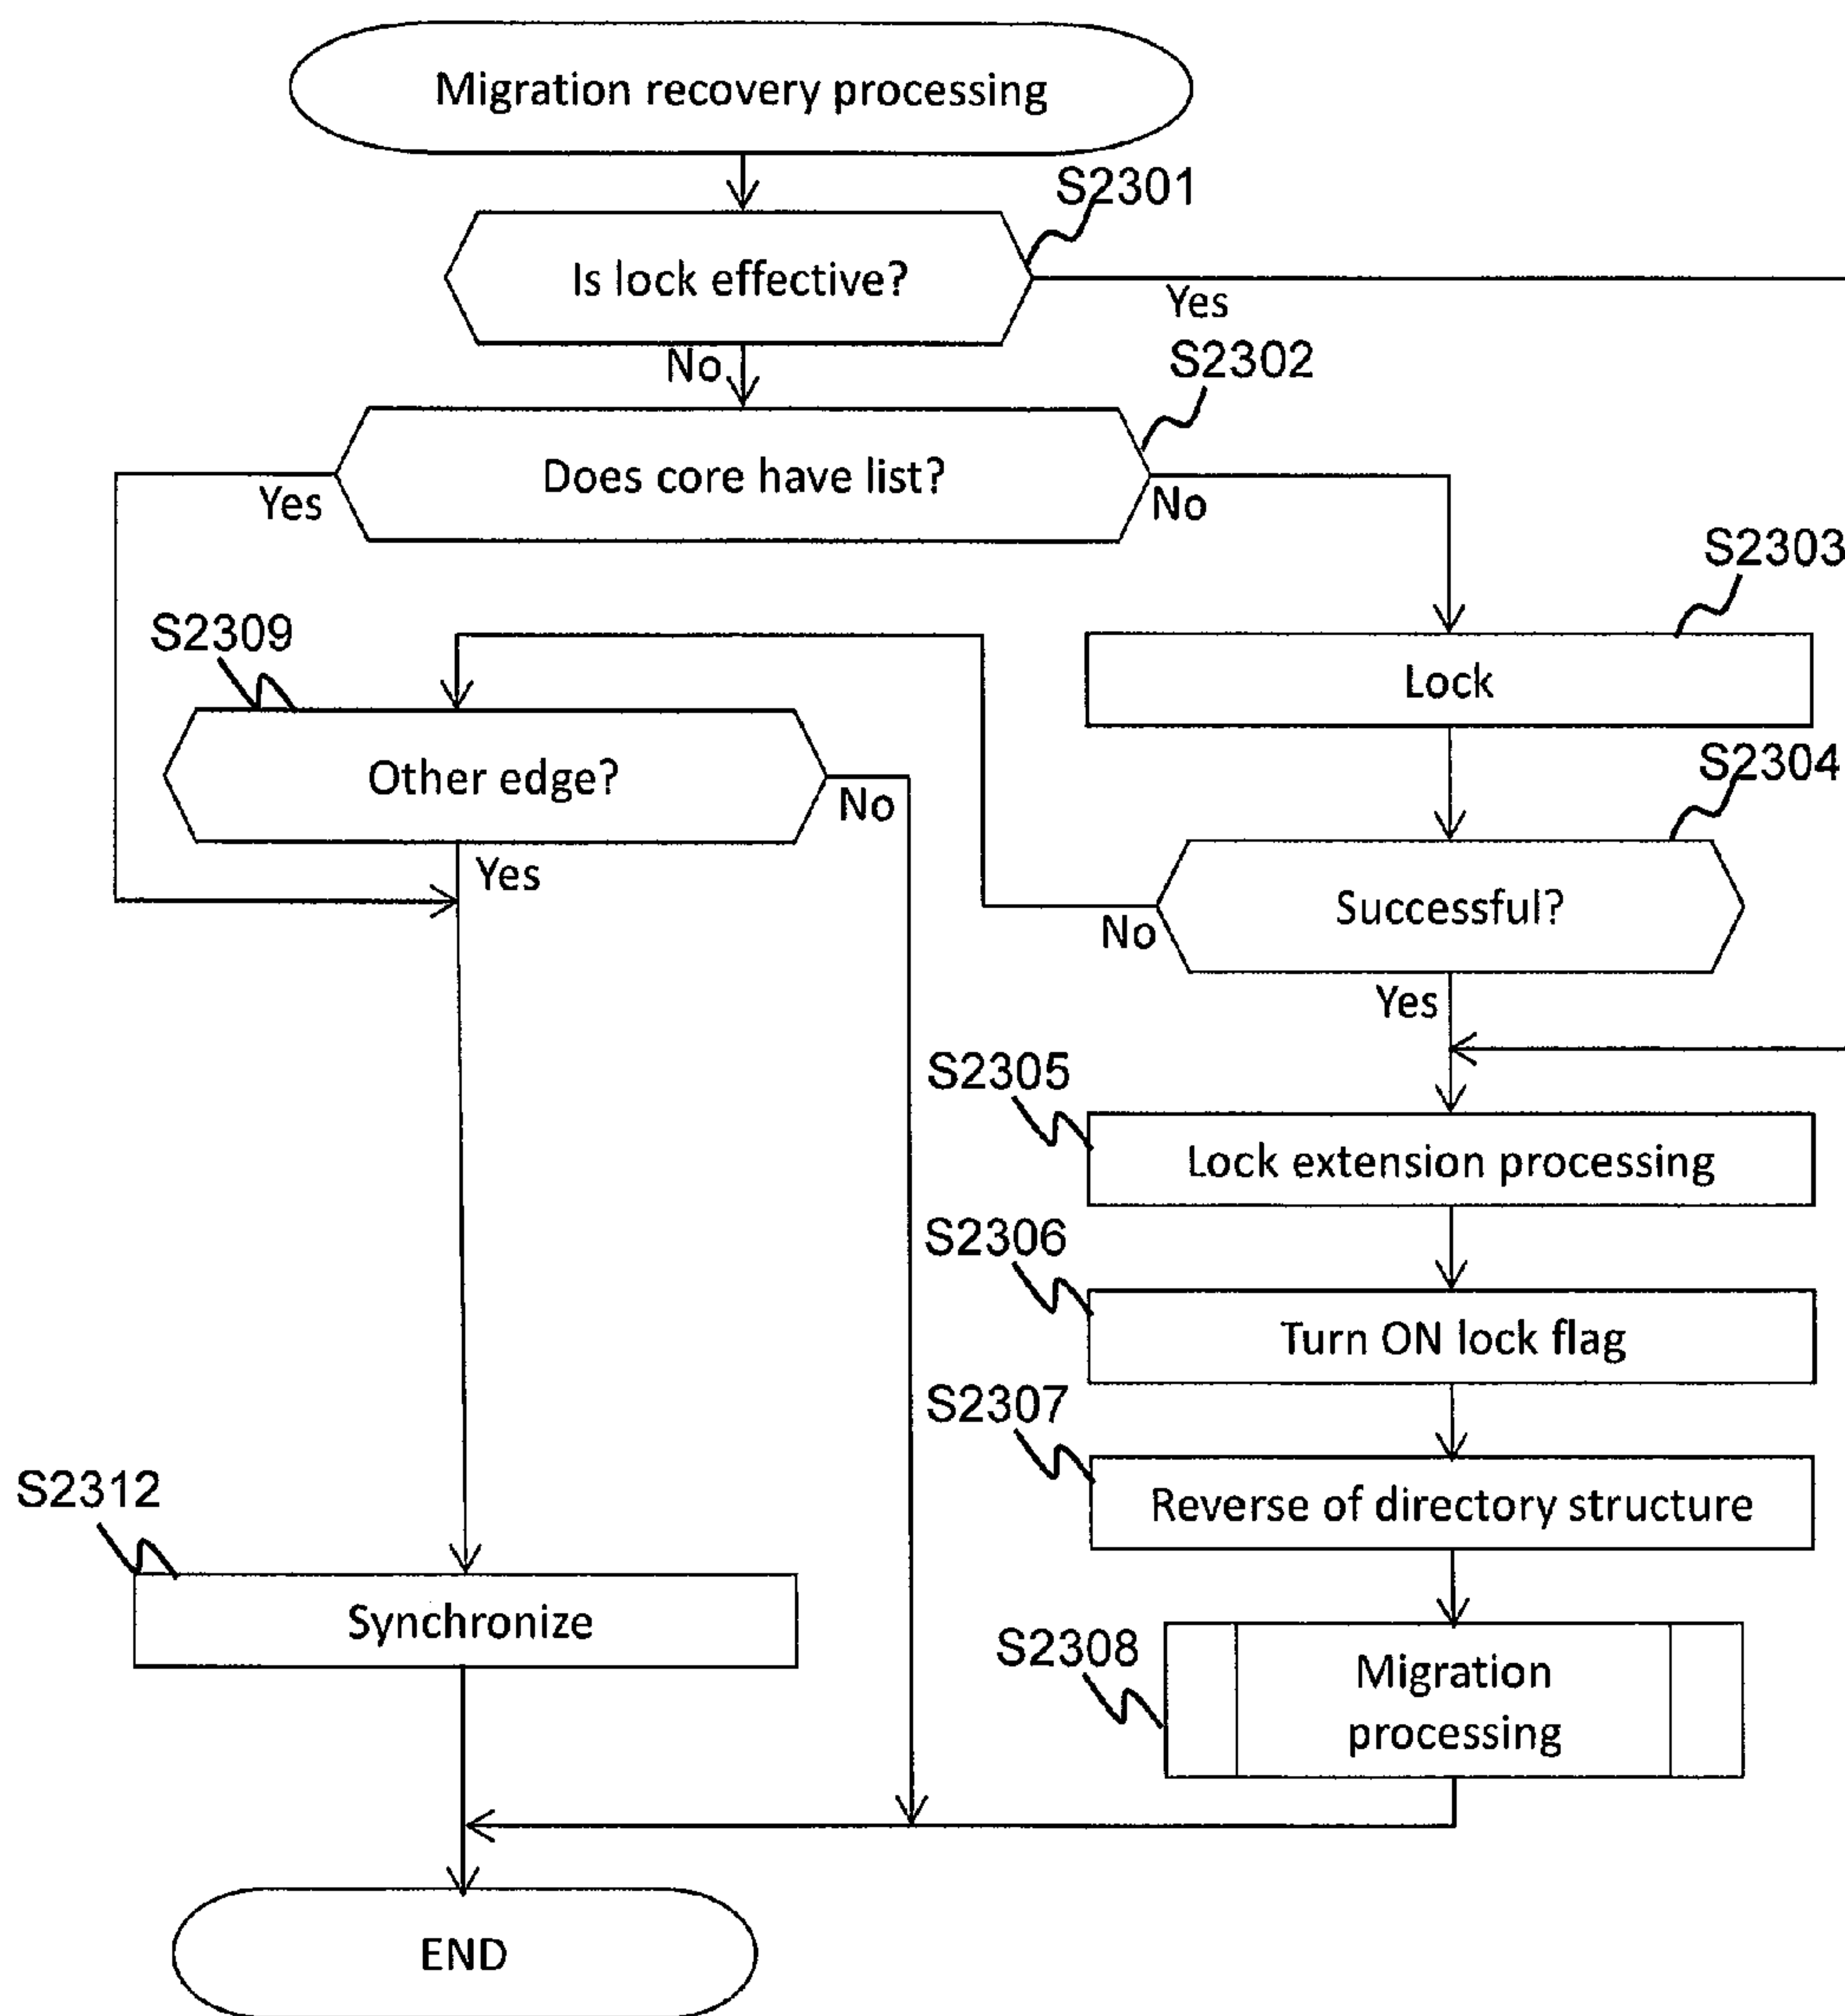 Migration recovery processing
S2301
Is lock effective?
Yes
No
S2302
Does core have list?
Yes
No
S2303
S2309
Lock
Other edge?
No
S2304
Yes
Successful?
No
Yes
S2305
Lock extension processing
S2306
Turn ON lock flag
S2307
Reverse of directory structure
S2312
Synchronize
S2308
Migration
processing
END